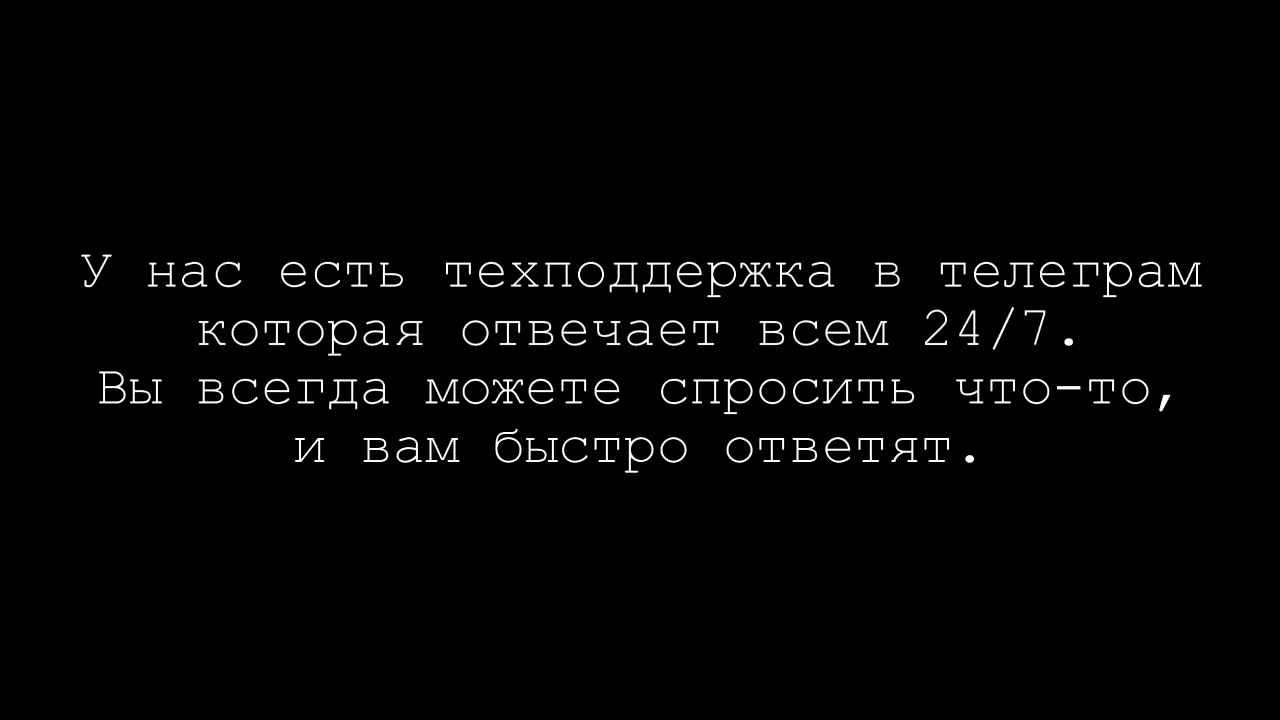 У нас есть техподдержка в телеграм
которая отвечает всем 24/7.
Вы всегда можете спросить что-то,
и вам быстро ответят.